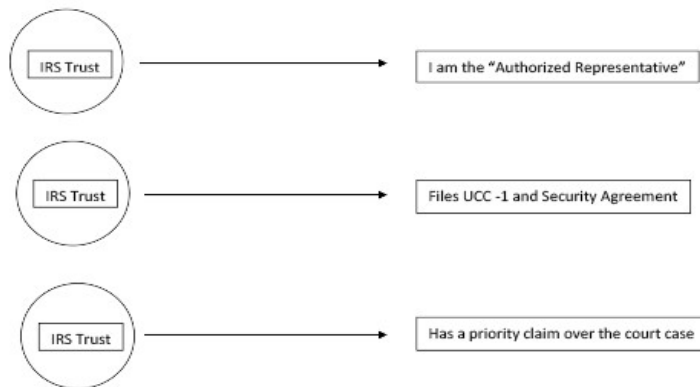 IRS Trust
I am the “Authorized Representative”
IRS Trust
Files UCC -1 and Security Agreement
IRS Trust
Has a priority claim over the court case